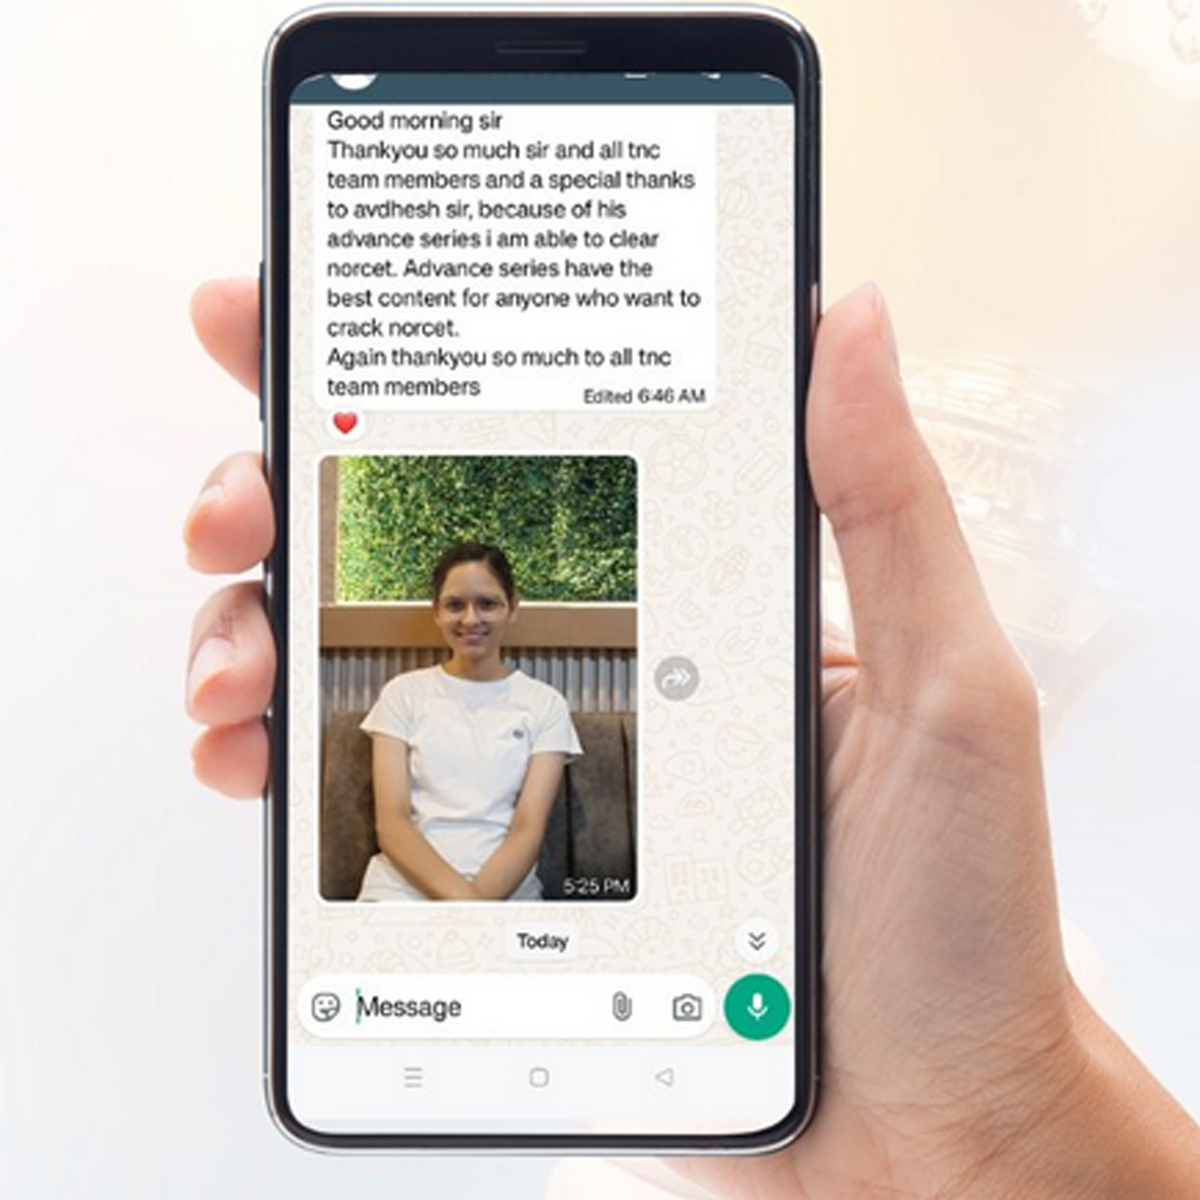 Good morning sir
Thankyou so much sir and all tnc
team members and a special thanks
to avdhesh sir, because of his
advance series i am able to clear
norcet. Advance series have the
best content for anyone who want to
crack norcet.
Again thankyou so much to all tnc
team members
Edited 6:46 AM
5:25 PM
Today
Message